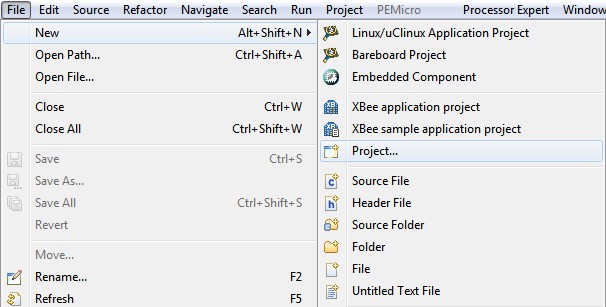 File Edit Source Refactor Navigate Search Run Project PEMicro Processor Expert Window
New Alt+Shift+N
Open Path... Ctrl+Shift+A
Open File...
Close Ctrl+W
Close All Ctrl+Shift+W
Save Ctrl+S
Save As...
Save All Ctrl+Shift+S
Revert
Move...
Rename... F2
Refresh F5
Linux/uClinux Application Project
Bareboard Project
Embedded Component
XBee application project
XBee sample application project
Project...
Source File
Header File
Source Folder
Folder
File
Untitled Text File